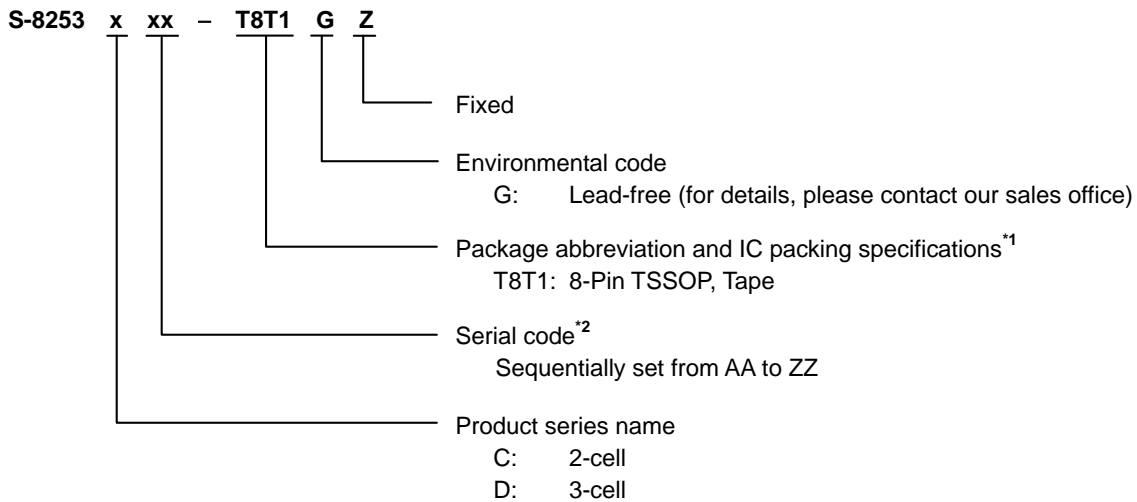 S-8253 x xx – T8T1 G Z
Fixed
Environmental code
G: Lead-free (for details, please contact our sales office)
Package abbreviation and IC packing specifications*1
T8T1: 8-Pin TSSOP, Tape
Serial code*2
Sequentially set from AA to ZZ
Product series name
C: 2-cell
D: 3-cell